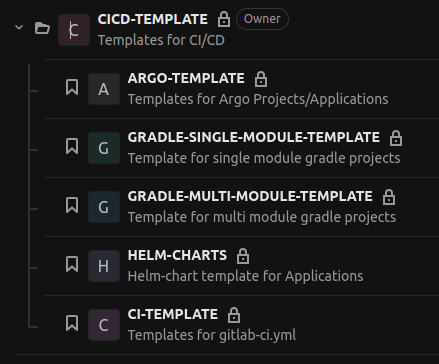 C CICD-TEMPLATE Owner
Templates for CI/CD
A ARGO-TEMPLATE
Templates for Argo Projects/Applications
G GRADLE-SINGLE-MODULE-TEMPLATE
Template for single module gradle projects
G GRADLE-MULTI-MODULE-TEMPLATE
Template for multi module gradle projects
H HELM-CHARTS
Helm-chart template for Applications
C CI-TEMPLATE
Templates for gitlab-ci.yml